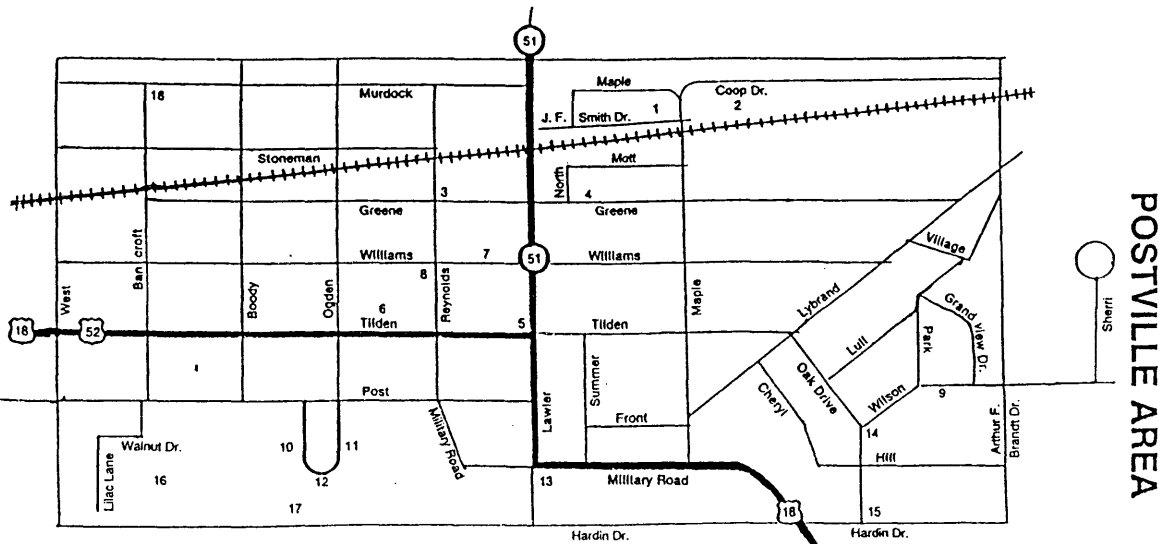 51
Maple
Coop Dr.
18
Murdock
1
2
J. F. Smith Dr.
Stoneman
Mott
North
3
4
Greene
Greene
Bancroft
Williams
7
51
Williams
Village
POSTVILLE AREA
8
West
Boody
Ogden
Reynolds
Maple
Lybrand
Sherri
6
18
52
Tilden
5
Tilden
Lull
Park
Grand view Dr.
Post
Lawler
Summer
Cheryl
Oak Drive
Wilson
9
Front
Military Road
Arthur F.
Brandt Dr.
Walnut Dr.
10
11
14
Hill
Lilac Lane
16
12
13
Military Road
17
18
15
Hardin Dr.
Hardin Dr.